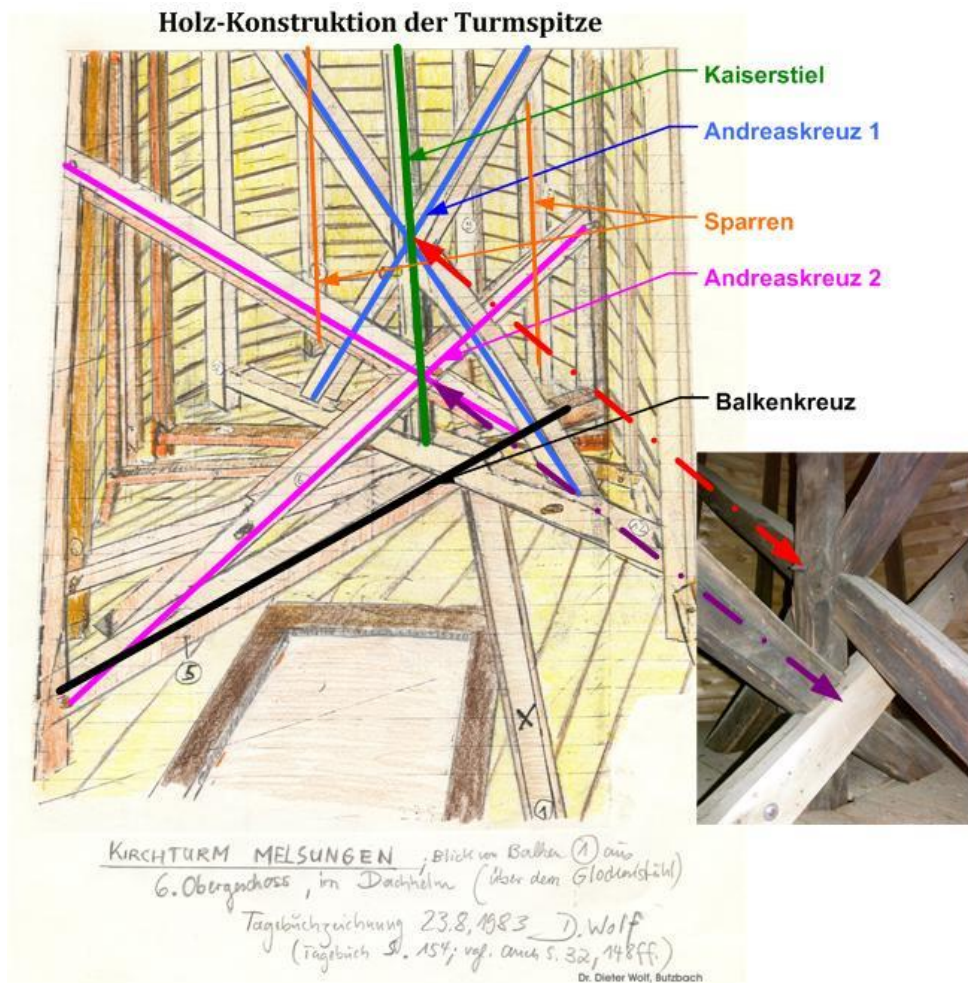 Holz-Konstruktion der Turmspitze
Kaiserstiel
Andreaskreuz 1
Sparren
Andreaskreuz 2
Balkenkreuz
5
X
1
KIRCHTURM MELSUNGEN, Blick von Balken 1 aus
6. Obergeschoss, im Dachhelm (über dem Glockenstuhl)
Tagebuchzeichnung 23.8.1983 D. Wolf
(Tagebuch S. 154; vgl. auch S. 32, 148ff.)
Dr. Dieter Wolf, Butzbach